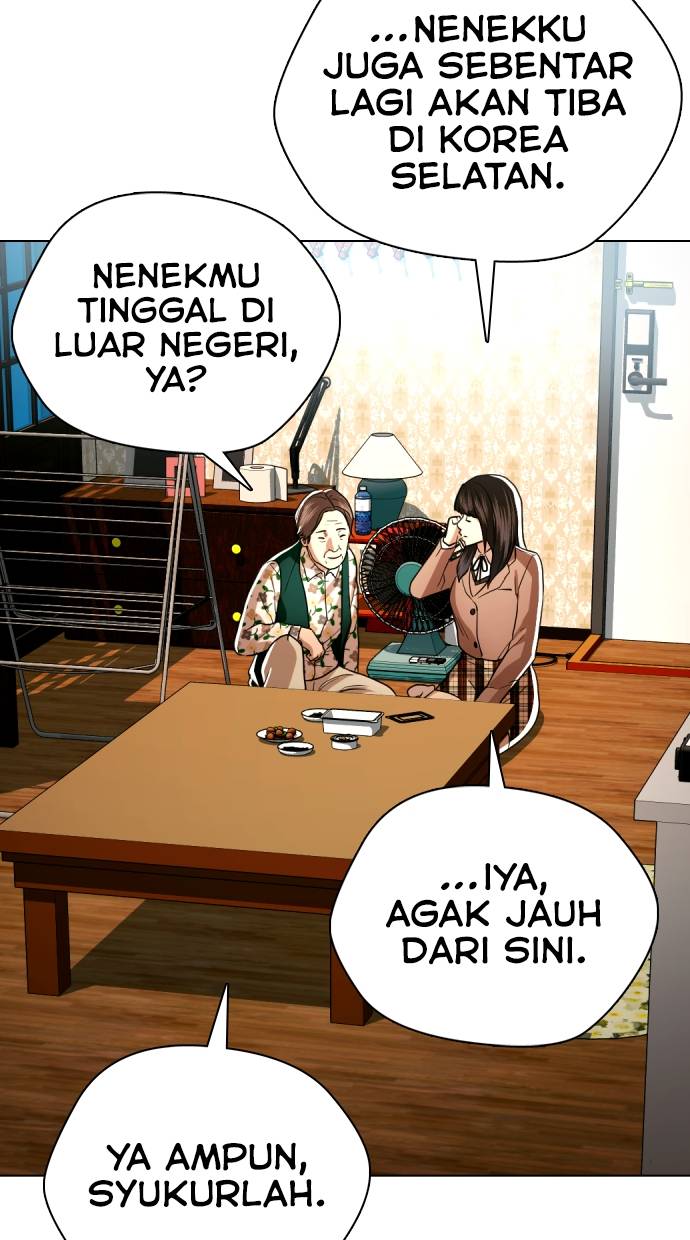 ...NENEKKU
JUGA SEBENTAR
LAGI AKAN TIBA
DI KOREA
SELATAN.
NENEKMU
TINGGAL DI
LUAR NEGERI,
YA?
...IYA,
AGAK JAUH
DARI SINI.
YA AMPUN,
SYUKURLAH.